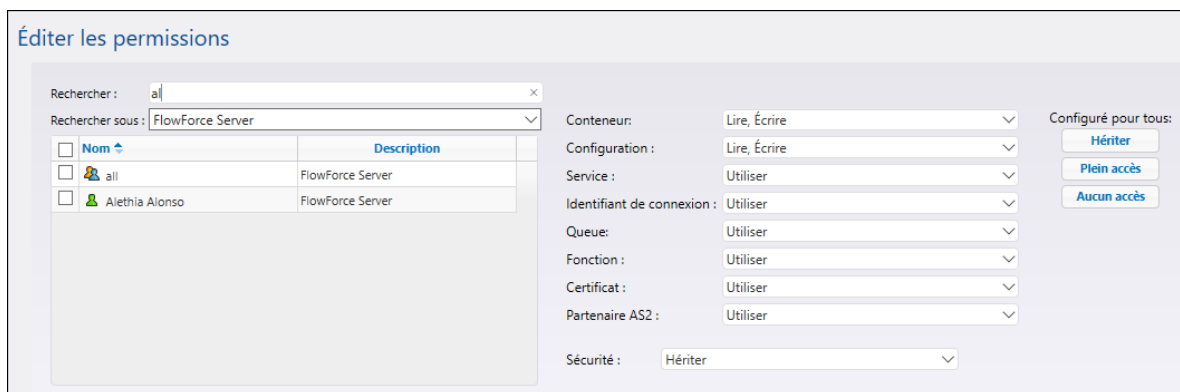 Éditer les permissions
Rechercher : al
Rechercher sous : FlowForce Server
Nom Description
all FlowForce Server
Alethia Alonso FlowForce Server
Conteneur: Lire, Écrire
Configuration : Lire, Écrire
Service : Utiliser
Identifiant de connexion : Utiliser
Queue: Utiliser
Fonction : Utiliser
Certificat : Utiliser
Partenaire AS2 : Utiliser
Sécurité : Hériter
Configuré pour tous:
Hériter
Plein accès
Aucun accès